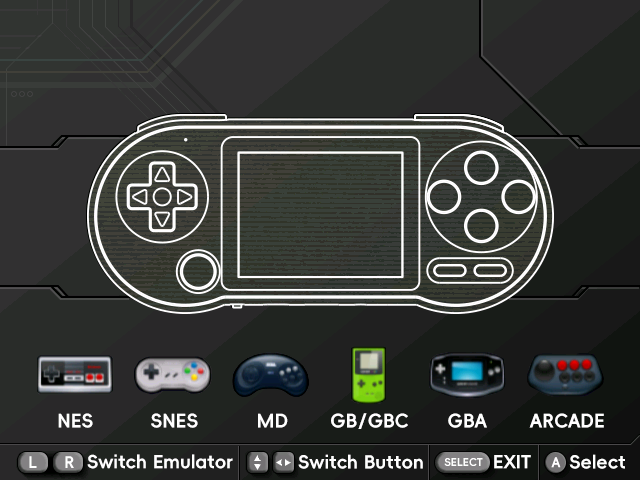 NES SNES MD GB/GBC GBA ARCADE
L R Switch Emulator Switch Button SELECT EXIT A Select